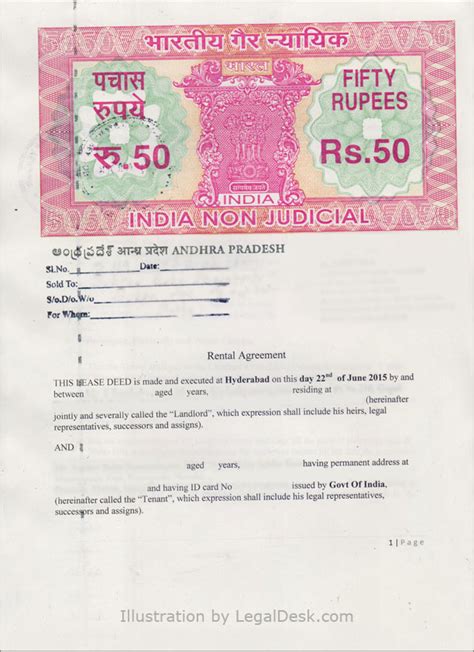 भारतीय गैर न्यायिक
पचास
रुपये
रु.50
भारत
सत्यमेव जयते
INDIA
FIFTY
RUPEES
Rs.50
INDIA NON JUDICIAL
ఆంధ్రప్రదేశ్ आन्ध्र प्रदेश ANDHRA PRADESH
Sl.No. Date:
Sold To:
S/o.D/o.W/o
For Whom:
Rental Agreement
THIS LEASE DEED is made and executed at Hyderabad on this day 22nd of June 2015 by and
between aged years, residing at
(hereinafter
jointly and severally called the "Landlord", which expression shall include his heirs, legal
representatives, successors and assigns).
AND
aged years, having permanent address at
and having ID card No issued by Govt Of India,
(hereinafter called the "Tenant", which expression shall include his legal representatives,
successors and assigns).
1 | Page
Illustration by LegalDesk.com